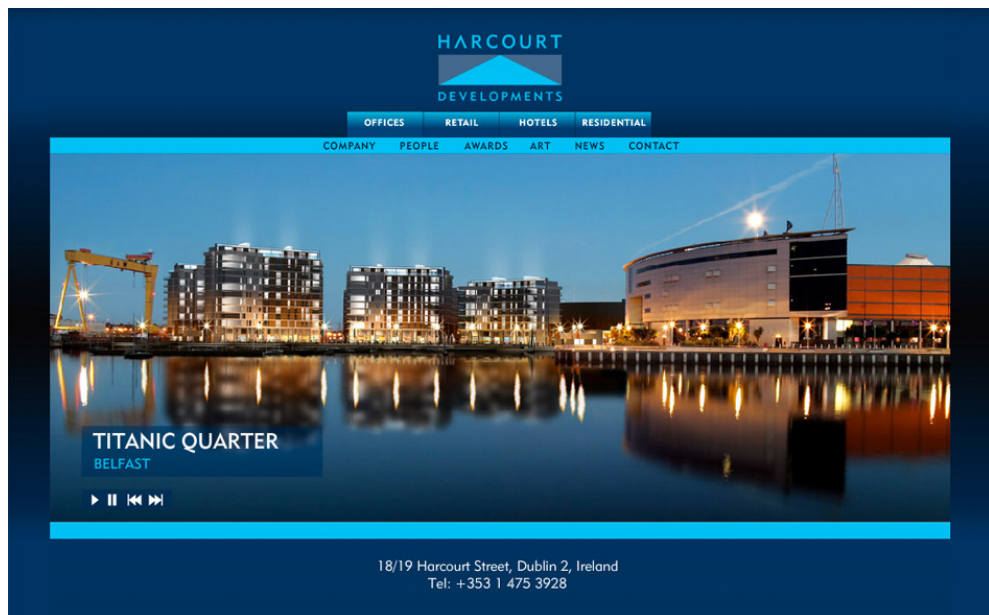 HARCOURT
DEVELOPMENTS
OFFICES RETAIL HOTELS RESIDENTIAL
COMPANY PEOPLE AWARDS ART NEWS CONTACT
TITANIC QUARTER
BELFAST
18/19 Harcourt Street, Dublin 2, Ireland
Tel: +353 1 475 3928